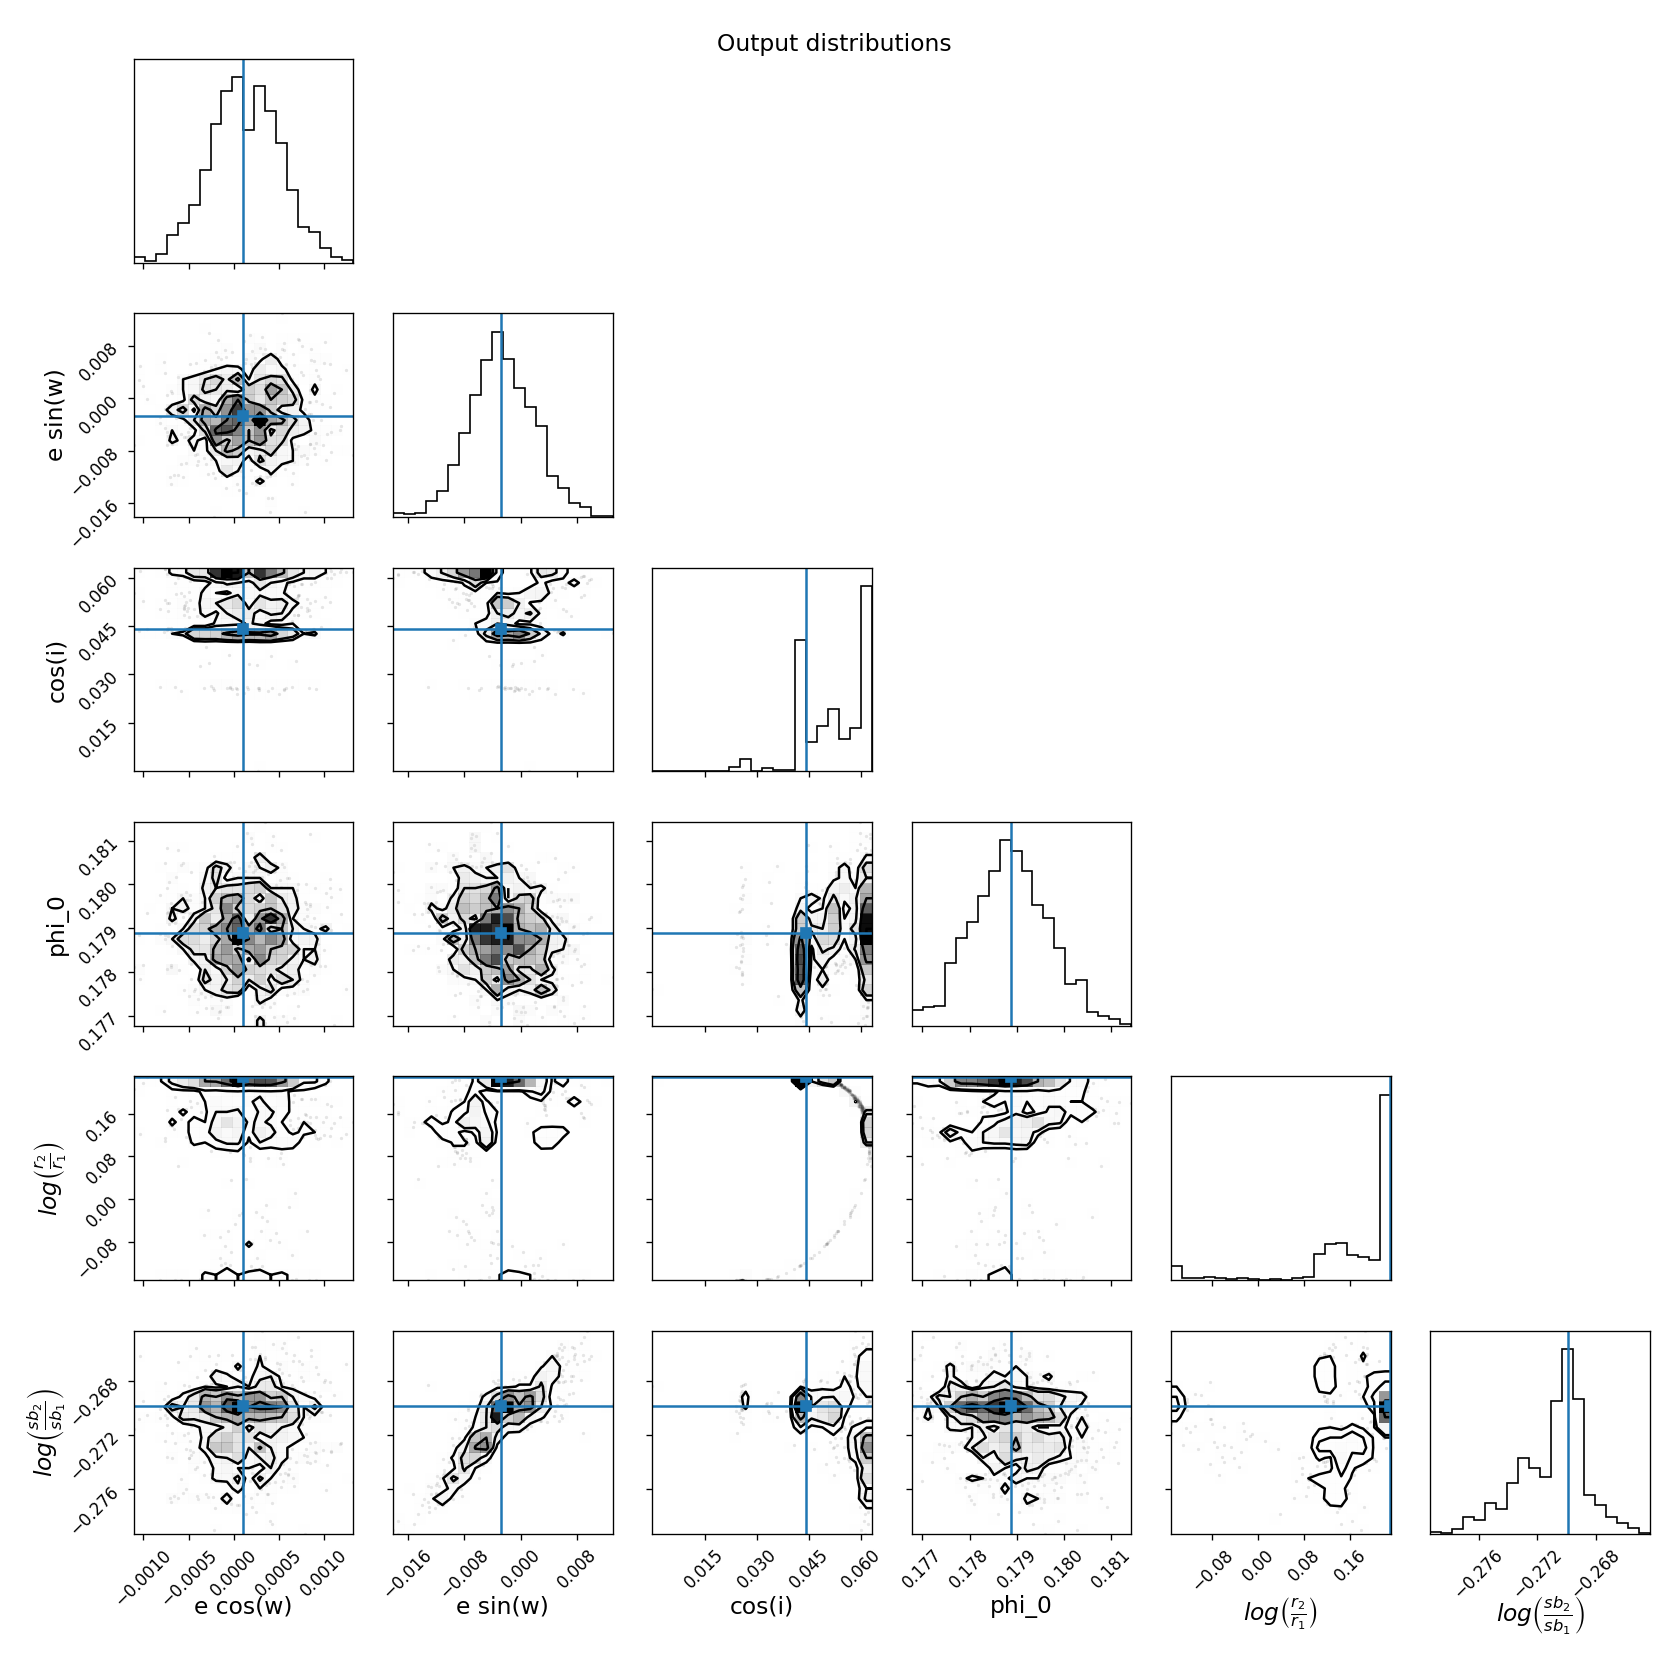 Output distributions
e sin(w)
0.008
0.000
−0.008
−0.016
cos(i)
0.060
0.045
0.030
0.015
phi_0
0.181
0.180
0.179
0.178
0.177
log(r2/r1)
0.16
0.08
0.00
−0.08
log(sb2/sb1)
−0.268
−0.272
−0.276
−0.0010 −0.0005 0.0000 0.0005 0.0010
−0.016 −0.008 0.000 0.008
0.015 0.030 0.045 0.060
0.177 0.178 0.179 0.180 0.181
−0.08 0.00 0.08 0.16
−0.276 −0.272 −0.268
e cos(w)
e sin(w)
cos(i)
phi_0
log(r2/r1)
log(sb2/sb1)